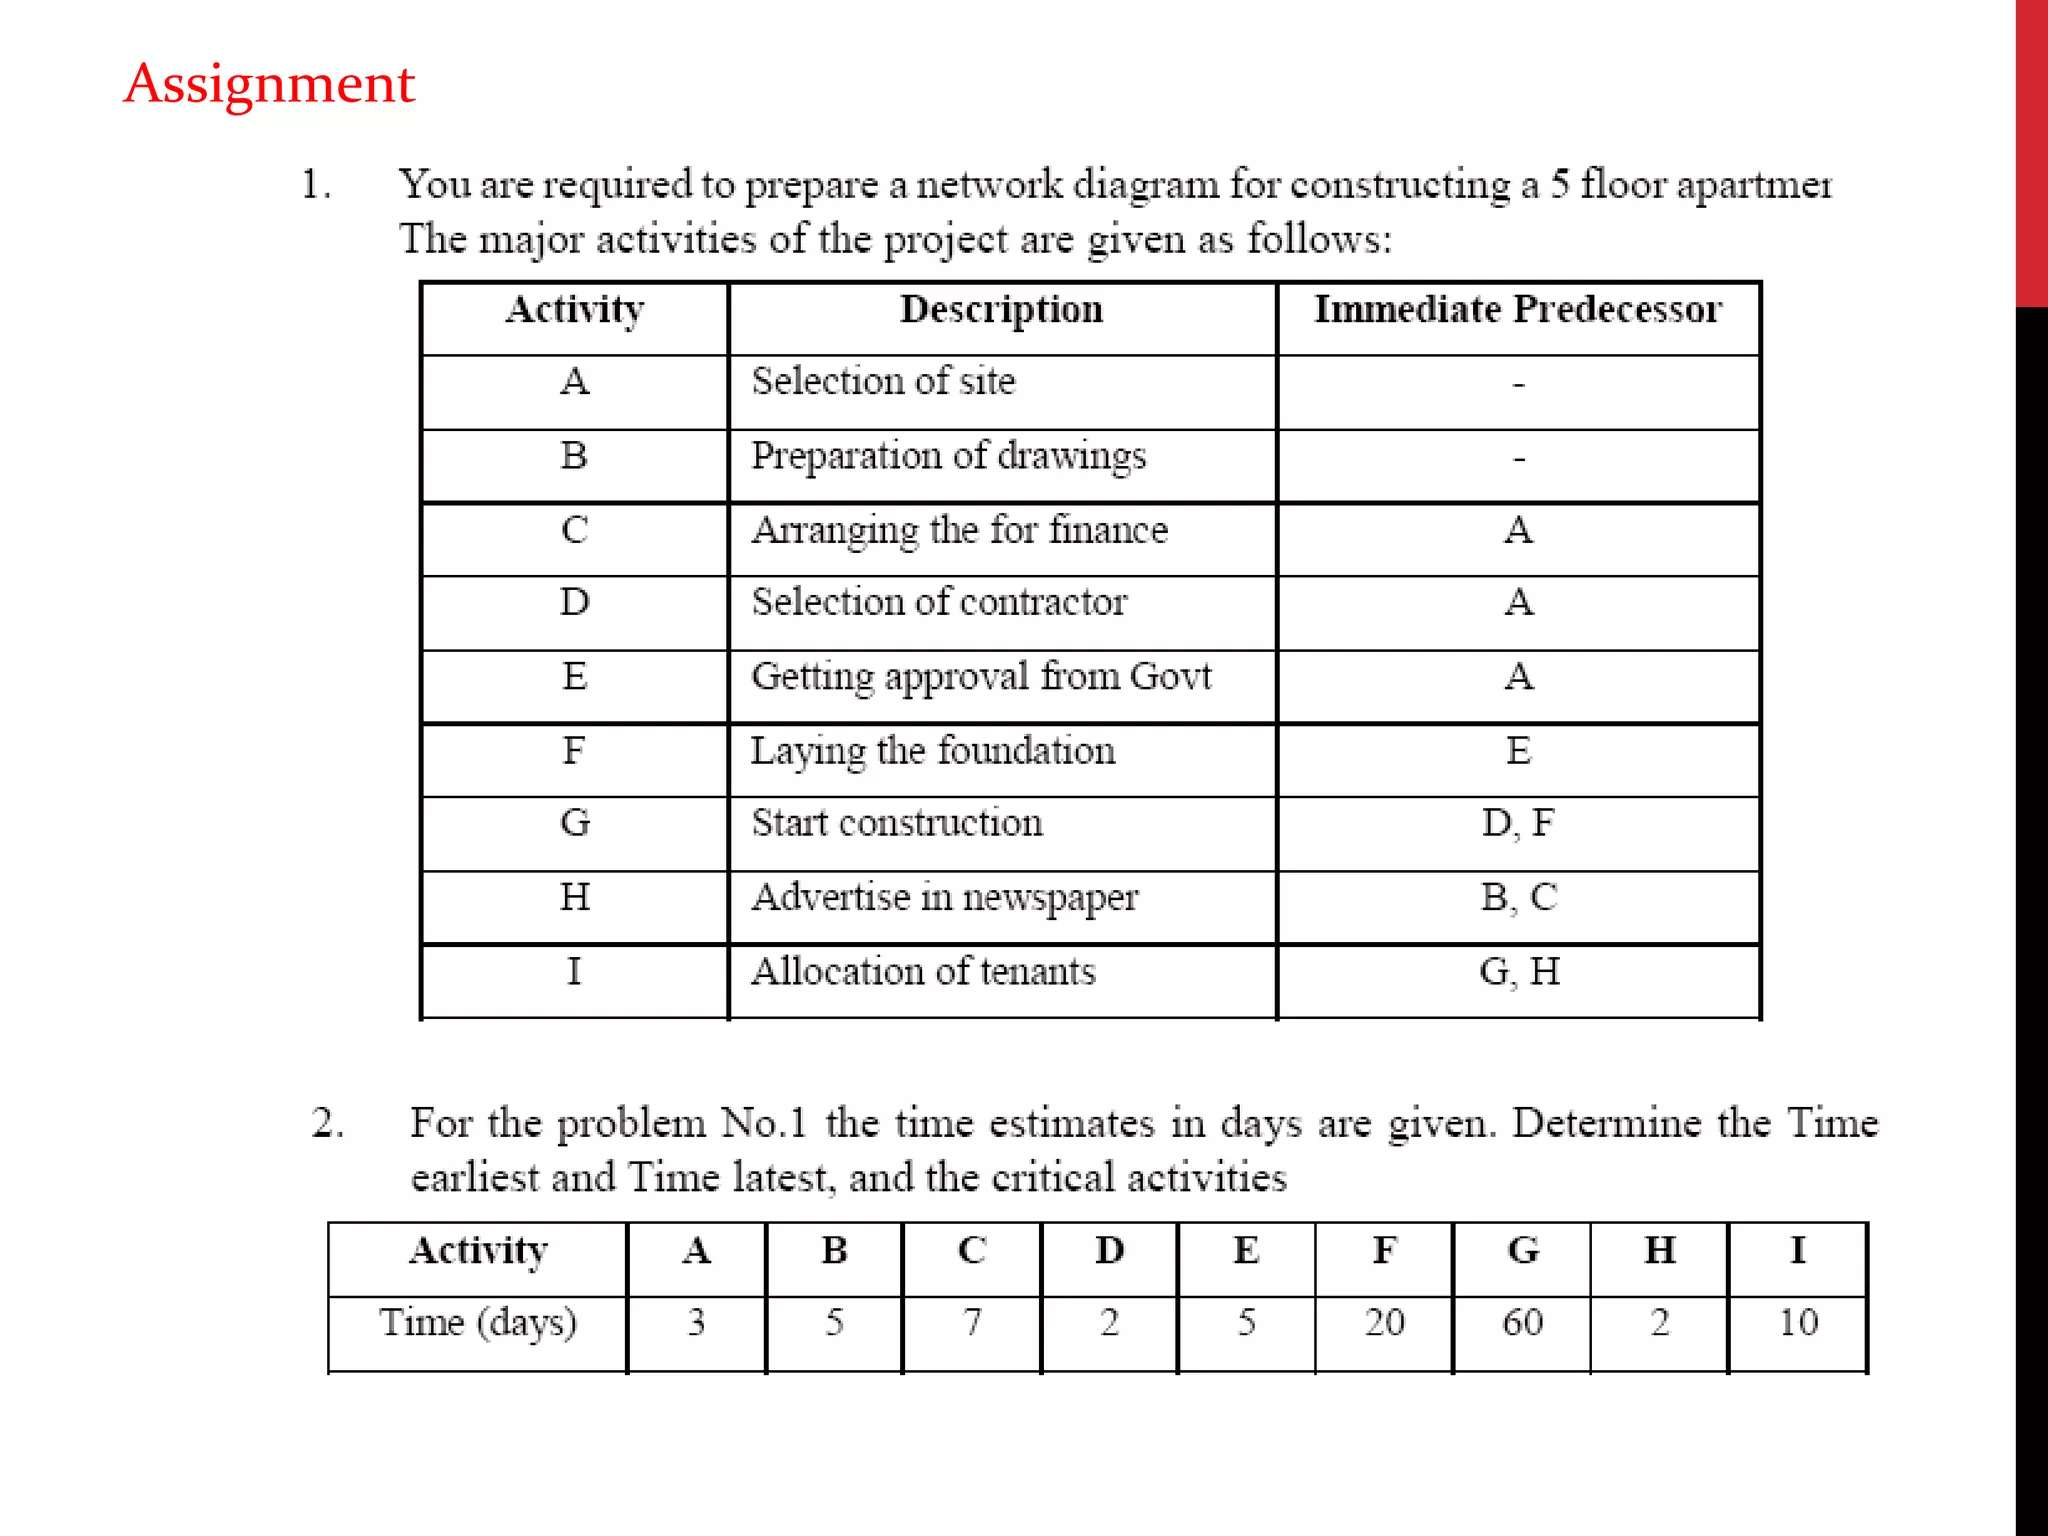 Assignment
1. You are required to prepare a network diagram for constructing a 5 floor apartmer
The major activities of the project are given as follows:
Activity Description Immediate Predecessor
A Selection of site -
B Preparation of drawings -
C Arranging the for finance A
D Selection of contractor A
E Getting approval from Govt A
F Laying the foundation E
G Start construction D, F
H Advertise in newspaper B, C
I Allocation of tenants G, H
2. For the problem No.1 the time estimates in days are given. Determine the Time
earliest and Time latest, and the critical activities
Activity A B C D E F G H I
Time (days) 3 5 7 2 5 20 60 2 10